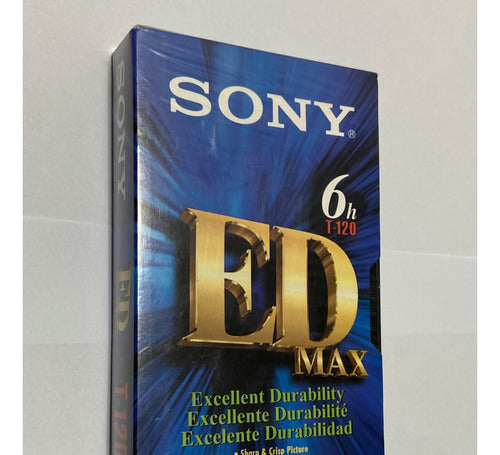 SONY®
6h
T-120
ED
MAX
Excellent Durability
Excellente Durabilité
Excelente Durabilidad
• Sharp & Crisp Picture
SONY
ED
T-120